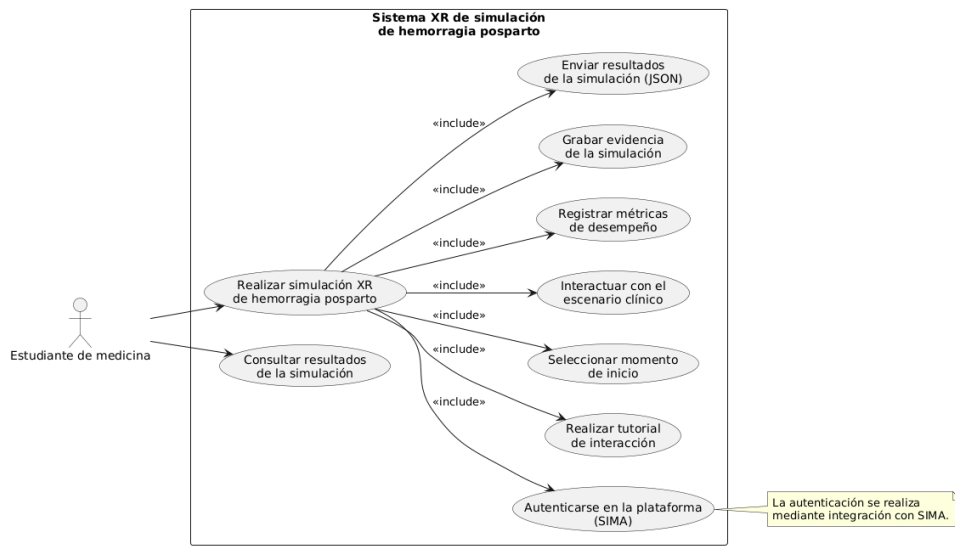 Sistema XR de simulación
de hemorragia posparto
Enviar resultados
de la simulación (JSON)
«include»
Grabar evidencia
de la simulación
«include»
Registrar métricas
de desempeño
«include»
Realizar simulación XR
de hemorragia posparto
«include»
Interactuar con el
escenario clínico
«include»
Estudiante de medicina
Consultar resultados
de la simulación
«include»
Seleccionar momento
de inicio
«include»
Realizar tutorial
de interacción
Autenticarse en la plataforma
(SIMA)
La autenticación se realiza
mediante integración con SIMA.